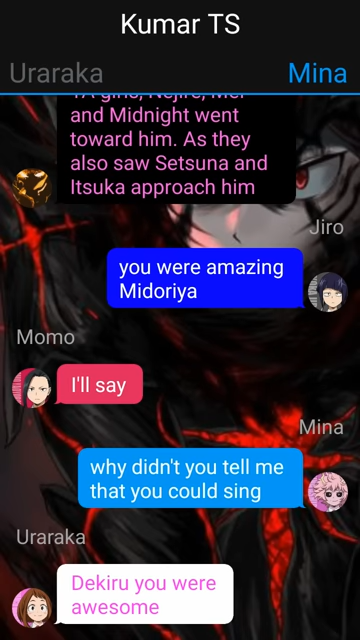 Kumar TS
Uraraka Mina
1A girls, Nejire, Mei
and Midnight went
toward him. As they
also saw Setsuna and
Itsuka approach him
Jiro
you were amazing
Midoriya
Momo
I'll say
Mina
why didn't you tell me
that you could sing
Uraraka
Dekiru you were
awesome